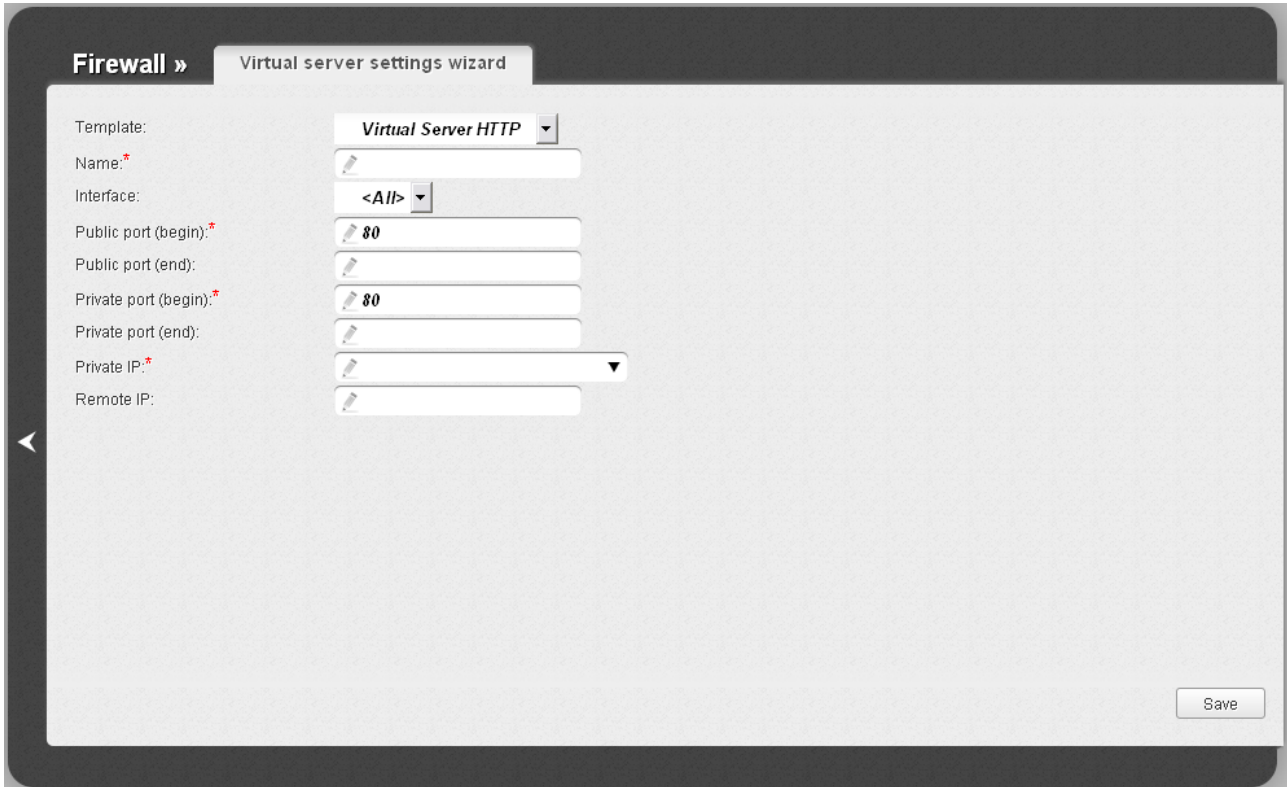 Firewall » Virtual server settings wizard
Template: Virtual Server HTTP
Name:*
Interface: <All>
Public port (begin):* 80
Public port (end):
Private port (begin):* 80
Private port (end):
Private IP:*
Remote IP:
Save